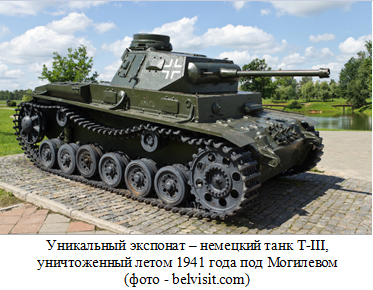 Уникальный экспонат – немецкий танк T-III,
уничтоженный летом 1941 года под Могилевом
(фото - belvisit.com)